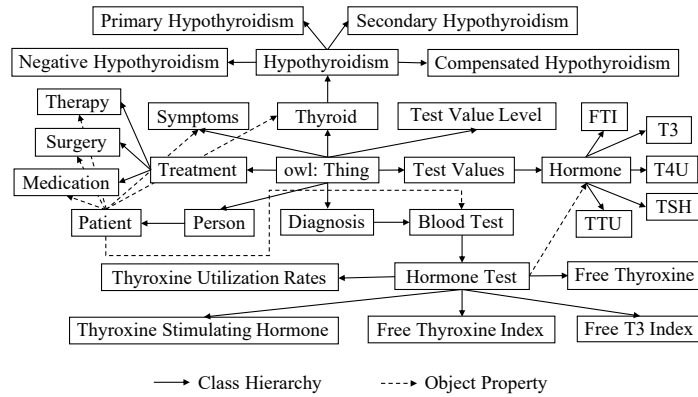 Primary Hypothyroidism
Secondary Hypothyroidism
Negative Hypothyroidism
Hypothyroidism
Compensated Hypothyroidism
Therapy
Symptoms
Thyroid
Test Value Level
FTI
T3
Surgery
Medication
Treatment
owl: Thing
Test Values
Hormone
T4U
TSH
TTU
Patient
Person
Diagnosis
Blood Test
Thyroxine Utilization Rates
Hormone Test
Free Thyroxine
Thyroxine Stimulating Hormone
Free Thyroxine Index
Free T3 Index
Class Hierarchy
Object Property